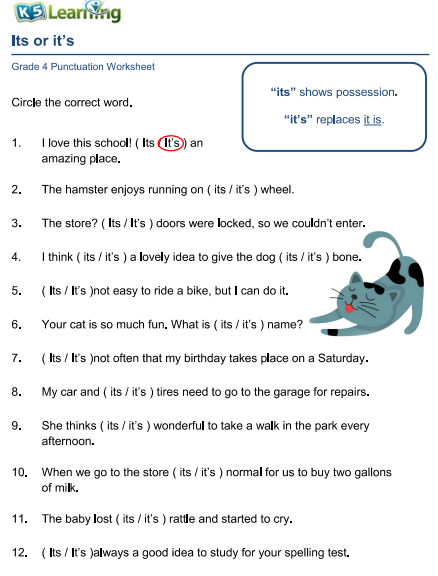 K5 Learning
Its or it's
Grade 4 Punctuation Worksheet
Circle the correct word.
“its” shows possession.
“it’s” replaces it is.
1. I love this school! ( Its / It’s ) an
amazing place.
2. The hamster enjoys running on ( its / it’s ) wheel.
3. The store? ( Its / It’s ) doors were locked, so we couldn’t enter.
4. I think ( its / it’s ) a lovely idea to give the dog ( its / it’s ) bone.
5. ( Its / It’s )not easy to ride a bike, but I can do it.
6. Your cat is so much fun. What is ( its / it’s ) name?
7. ( Its / It’s )not often that my birthday takes place on a Saturday.
8. My car and ( its / it’s ) tires need to go to the garage for repairs.
9. She thinks ( its / it’s ) wonderful to take a walk in the park every
afternoon.
10. When we go to the store ( its / it’s ) normal for us to buy two gallons
of milk.
11. The baby lost ( its / it’s ) rattle and started to cry.
12. ( Its / It’s )always a good idea to study for your spelling test.